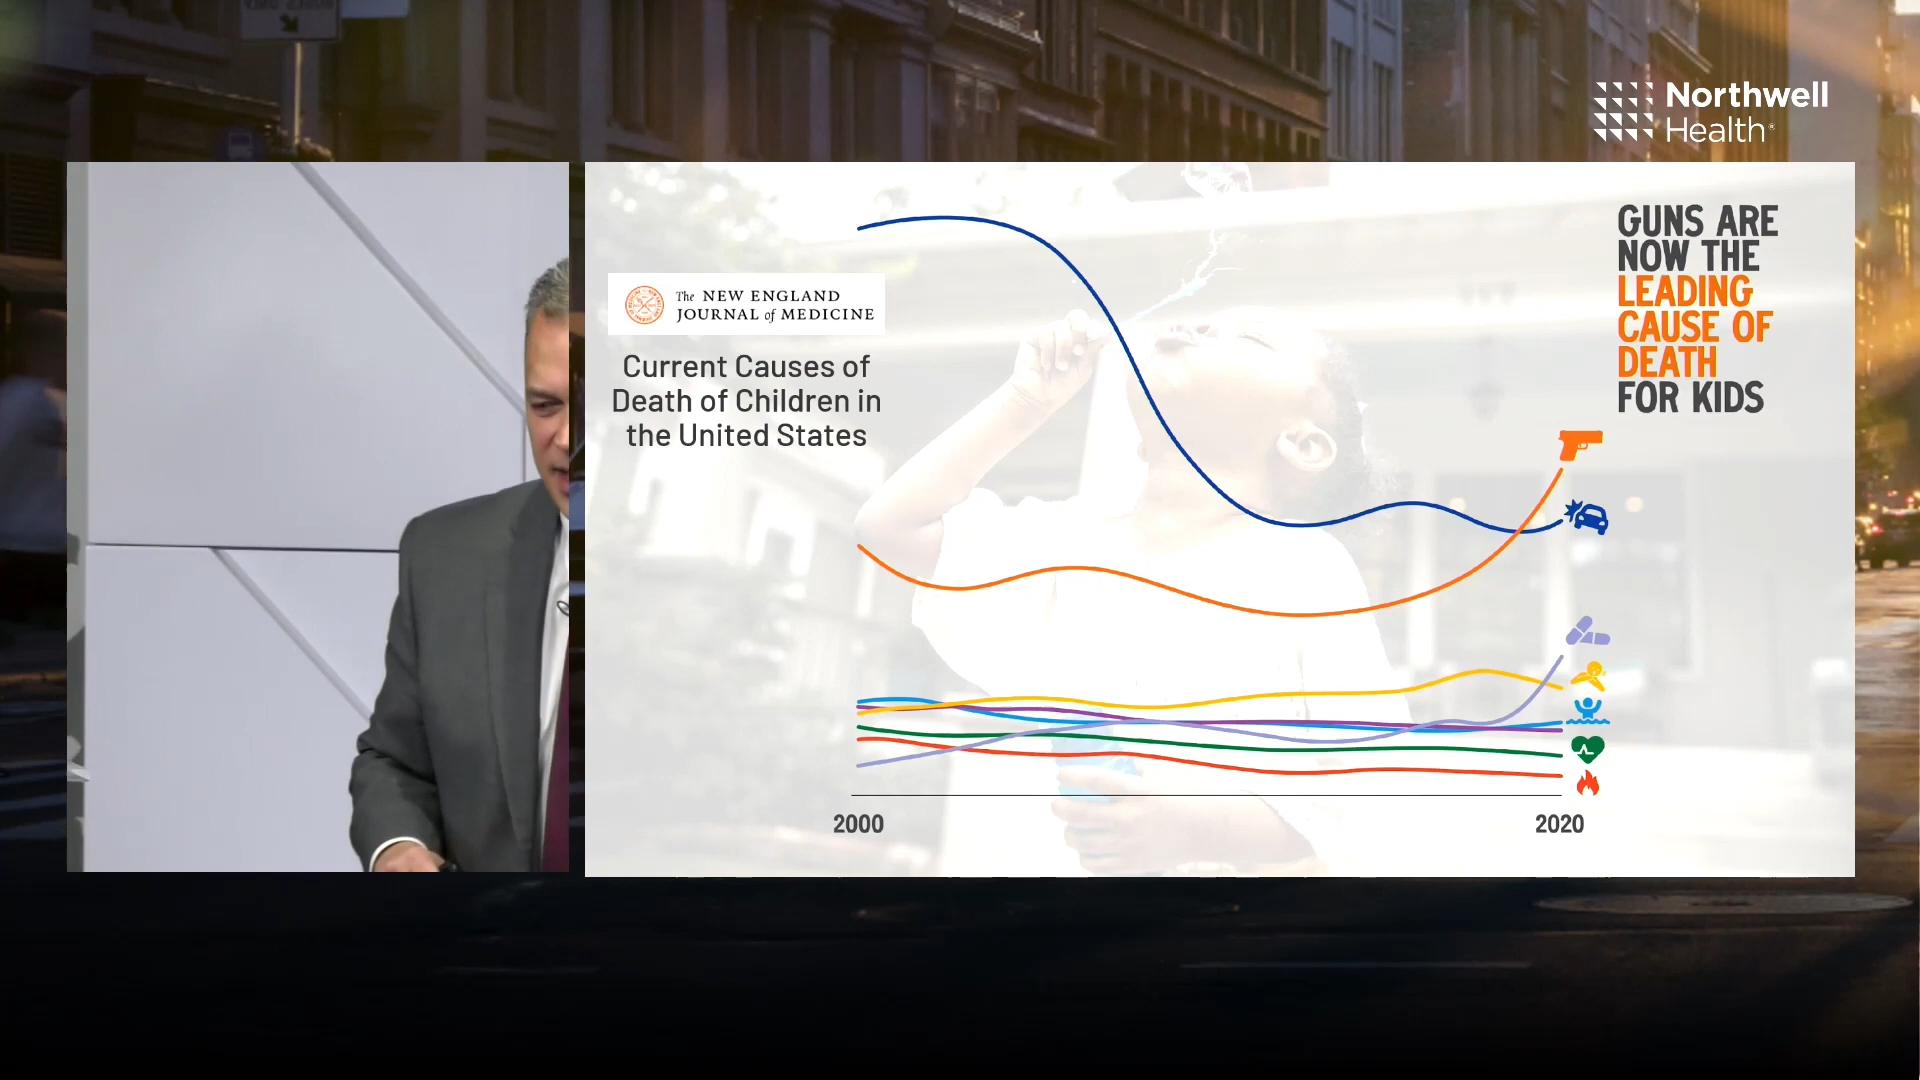 Northwell
Health
The NEW ENGLAND
JOURNAL of MEDICINE
Current Causes of
Death of Children in
the United States
GUNS ARE
NOW THE
LEADING
CAUSE OF
DEATH
FOR KIDS
2000
2020